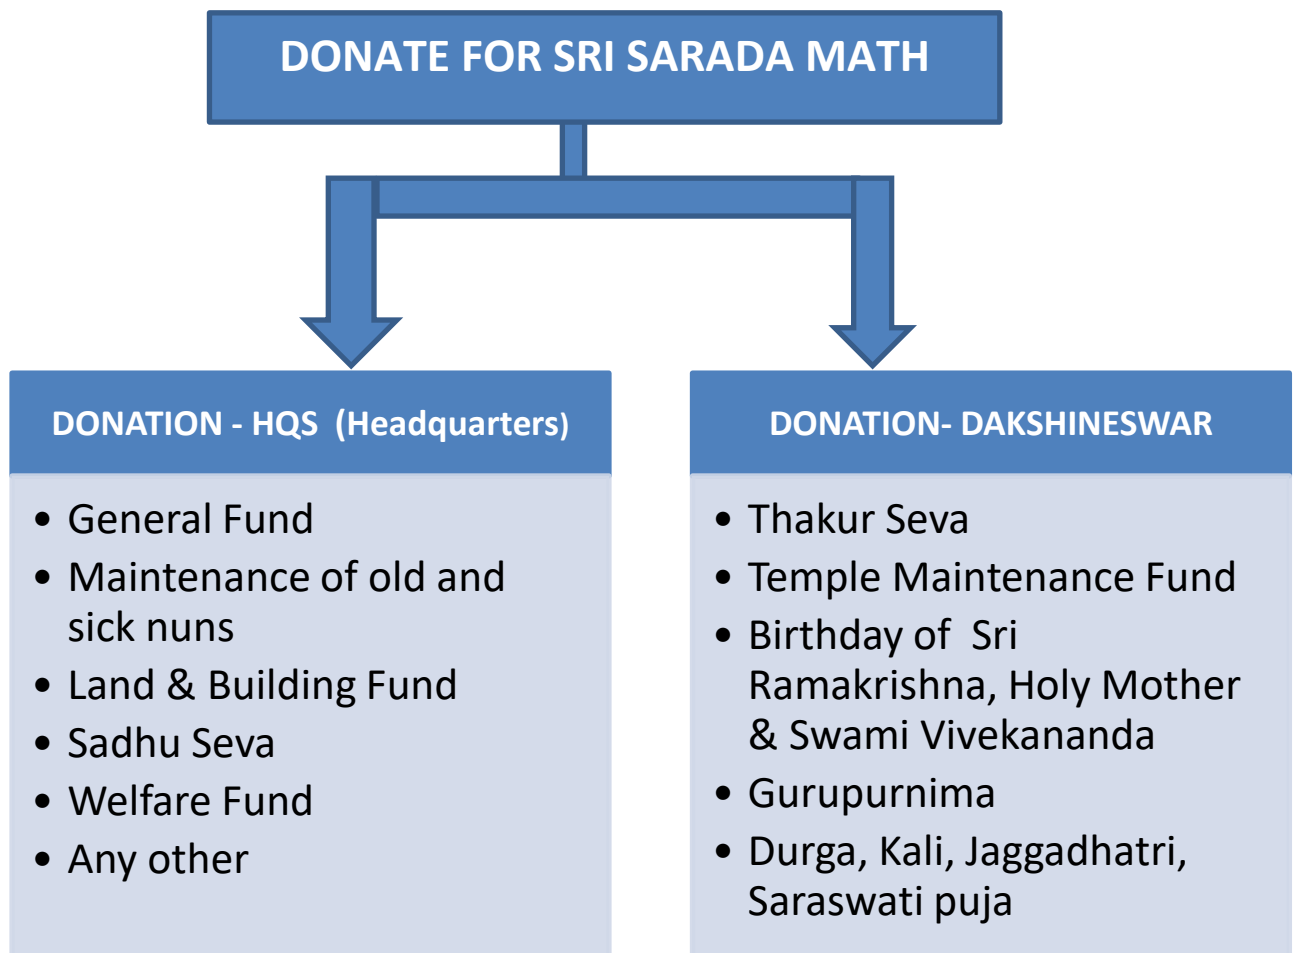 DONATE FOR SRI SARADA MATH
DONATION - HQS (Headquarters)
• General Fund
• Maintenance of old and
sick nuns
• Land & Building Fund
• Sadhu Seva
• Welfare Fund
• Any other
DONATION- DAKSHINESWAR
• Thakur Seva
• Temple Maintenance Fund
• Birthday of Sri
Ramakrishna, Holy Mother
& Swami Vivekananda
• Gurupurnima
• Durga, Kali, Jaggadhatri,
Saraswati puja